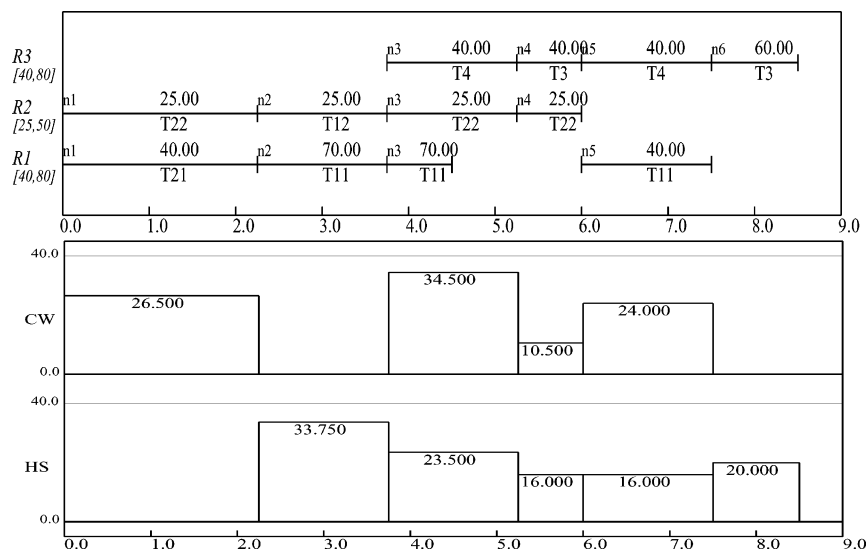 n3 40.00 n4 40.00 n5 40.00 n6 60.00
R3
[40,80]
T4 T3 T4 T3
n1 25.00 n2 25.00 n3 25.00 n4 25.00
R2
[25,50]
T22 T12 T22 T22
n1 40.00 n2 70.00 n3 70.00 n5 40.00
R1
[40,80]
T21 T11 T11 T11
0.0 1.0 2.0 3.0 4.0 5.0 6.0 7.0 8.0 9.0
40.0
26.500 34.500 24.000
CW
10.500
0.0
40.0
33.750 23.500 20.000
HS
16.000 16.000
0.0
0.0 1.0 2.0 3.0 4.0 5.0 6.0 7.0 8.0 9.0